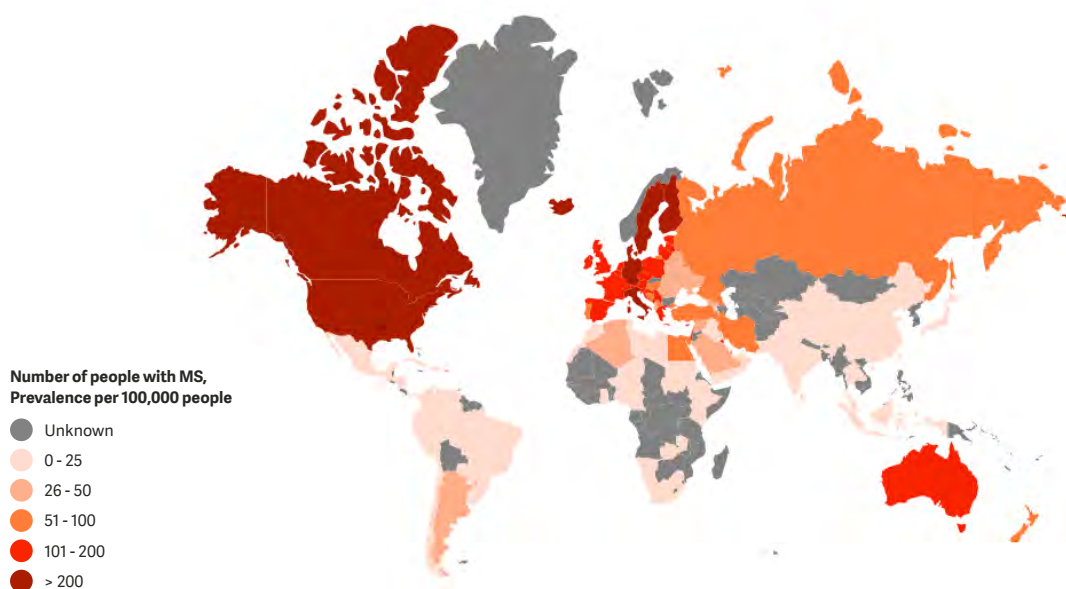 Number of people with MS,
Prevalence per 100,000 people
Unknown
0 - 25
26 - 50
51 - 100
101 - 200
> 200